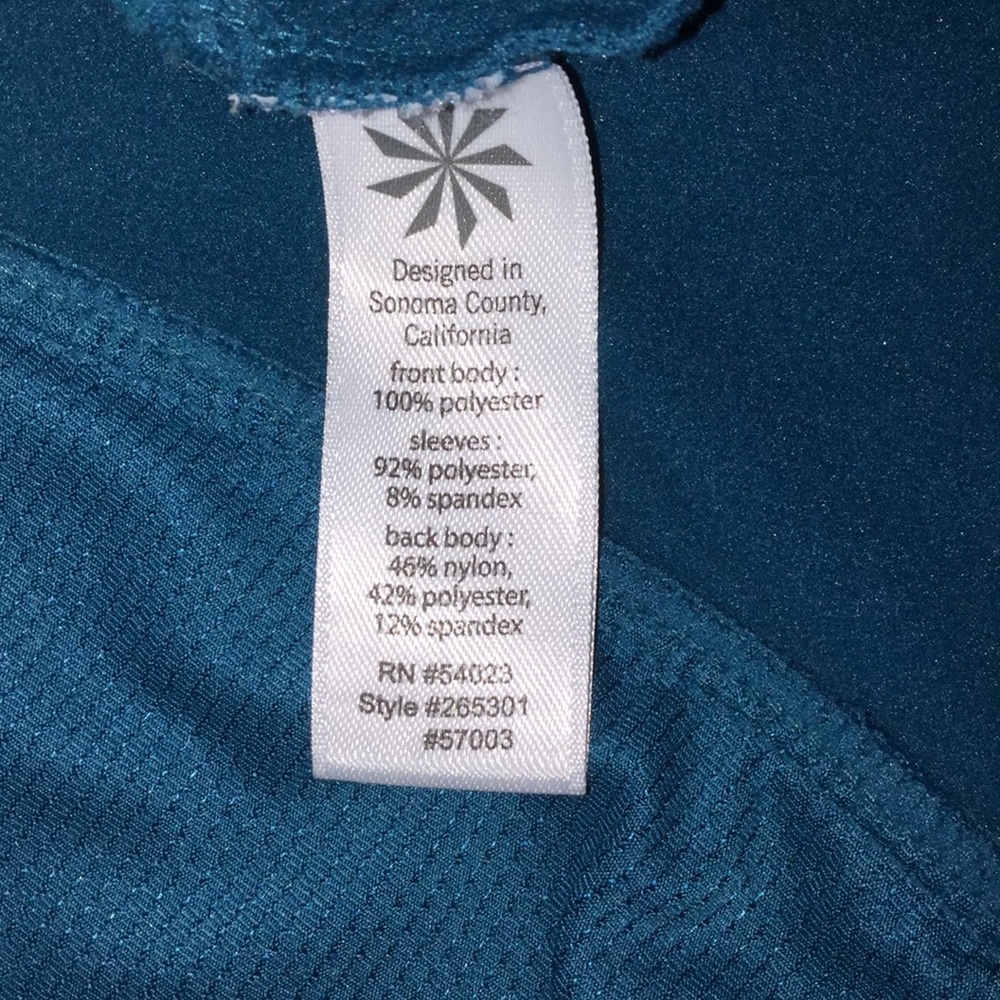 Designed in
Sonoma County,
California
front body :
100% polyester
sleeves :
92% polyester,
8% spandex
back body :
46% nylon,
42% polyester,
12% spandex
RN #54023
Style #265301
#57003